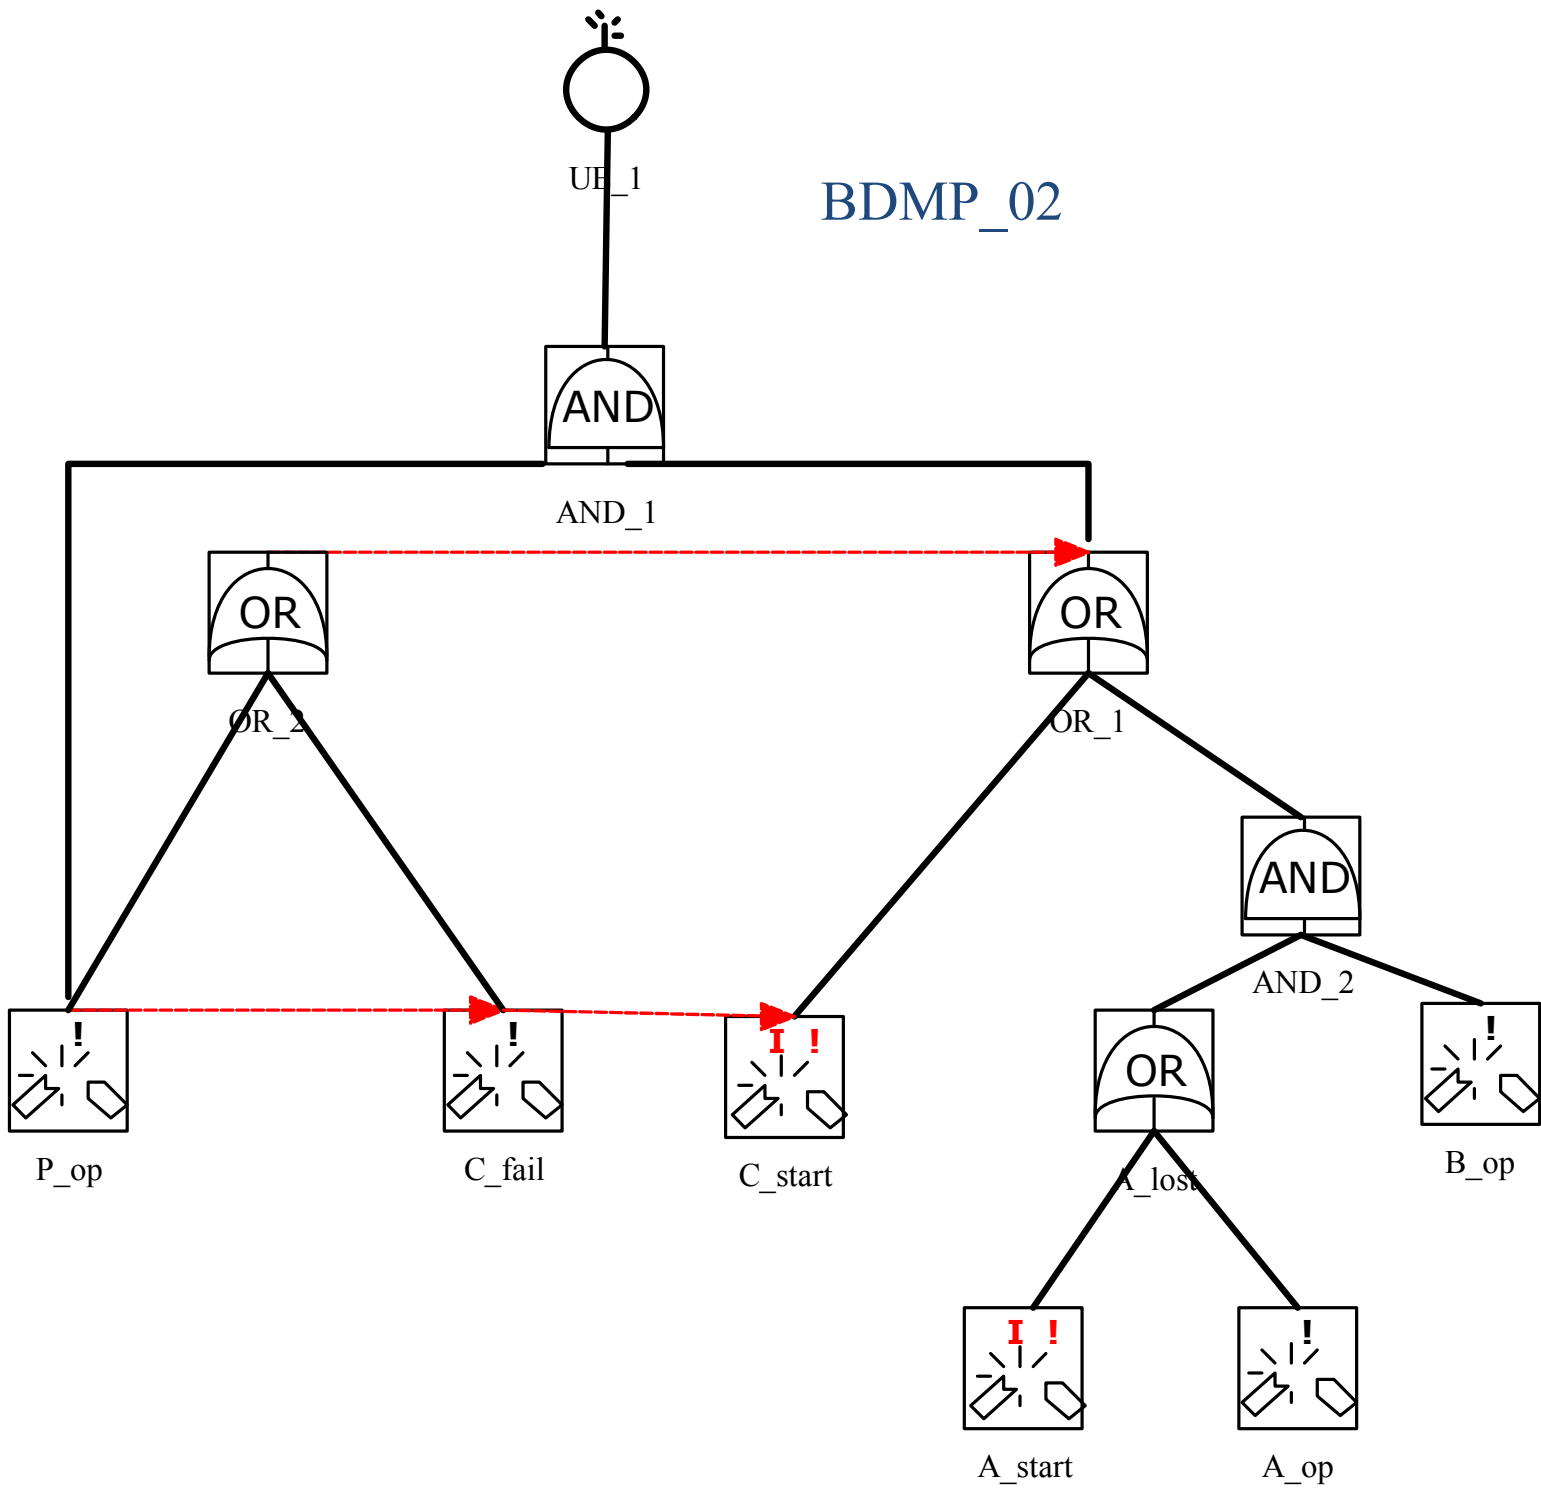 UE_1
BDMP_02
AND
AND_1
OR
OR
OR_2
OR_1
AND
AND_2
!
!
I !
!
OR
P_op
C_fail
C_start
A_lost
B_op
I !
!
A_start
A_op